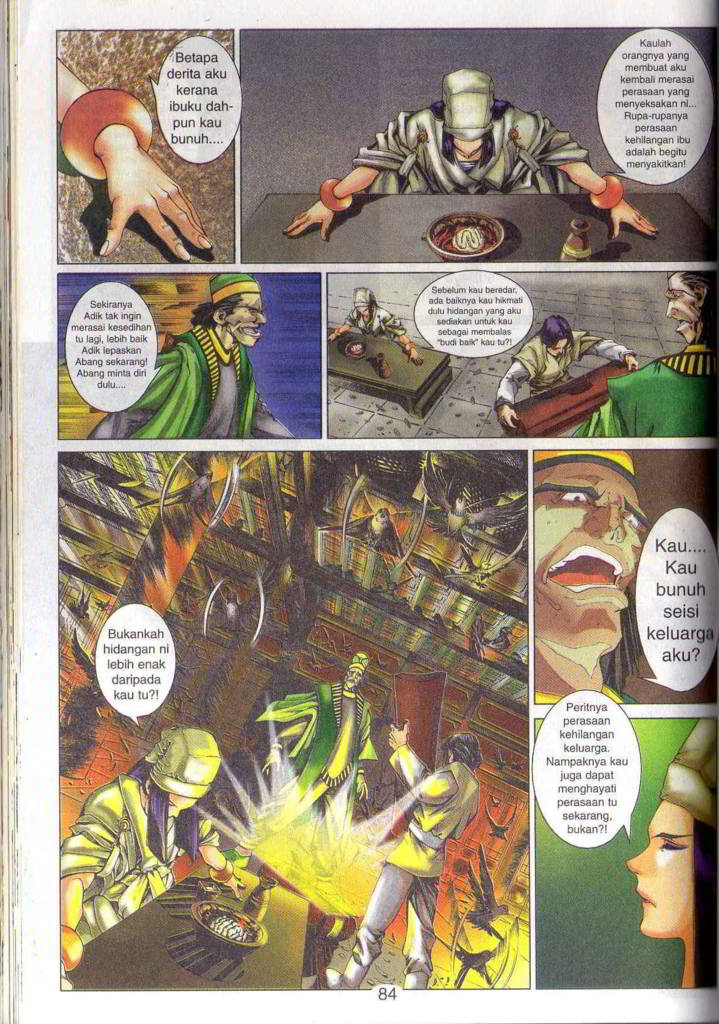 Betapa
derita aku
kerana
ibuku dah-
pun kau
bunuh....
Kaulah
orangnya yang
membuat aku
kembali merasai
perasaan yang
menyeksakan ni...
Rupa-rupanya
perasaan
kehilangan ibu
adalah begitu
menyakitkan!
Sekiranya
Adik tak ingin
merasai kesedihan
tu lagi, lebih baik
Adik lepaskan
Abang sekarang!
Abang minta diri
dulu....
Sebelum kau beredar,
ada baiknya kau hikmati
dulu hidangan yang aku
sediakan untuk kau
sebagai membalas
"budi baik" kau tu?!
Bukankah
hidangan ni
lebih enak
daripada
kau tu?!
Kau....
Kau
bunuh
seisi
keluarga
aku?
Peritnya
perasaan
kehilangan
keluarga.
Nampaknya kau
juga dapat
menghayati
perasaan tu
sekarang,
bukan?!
84